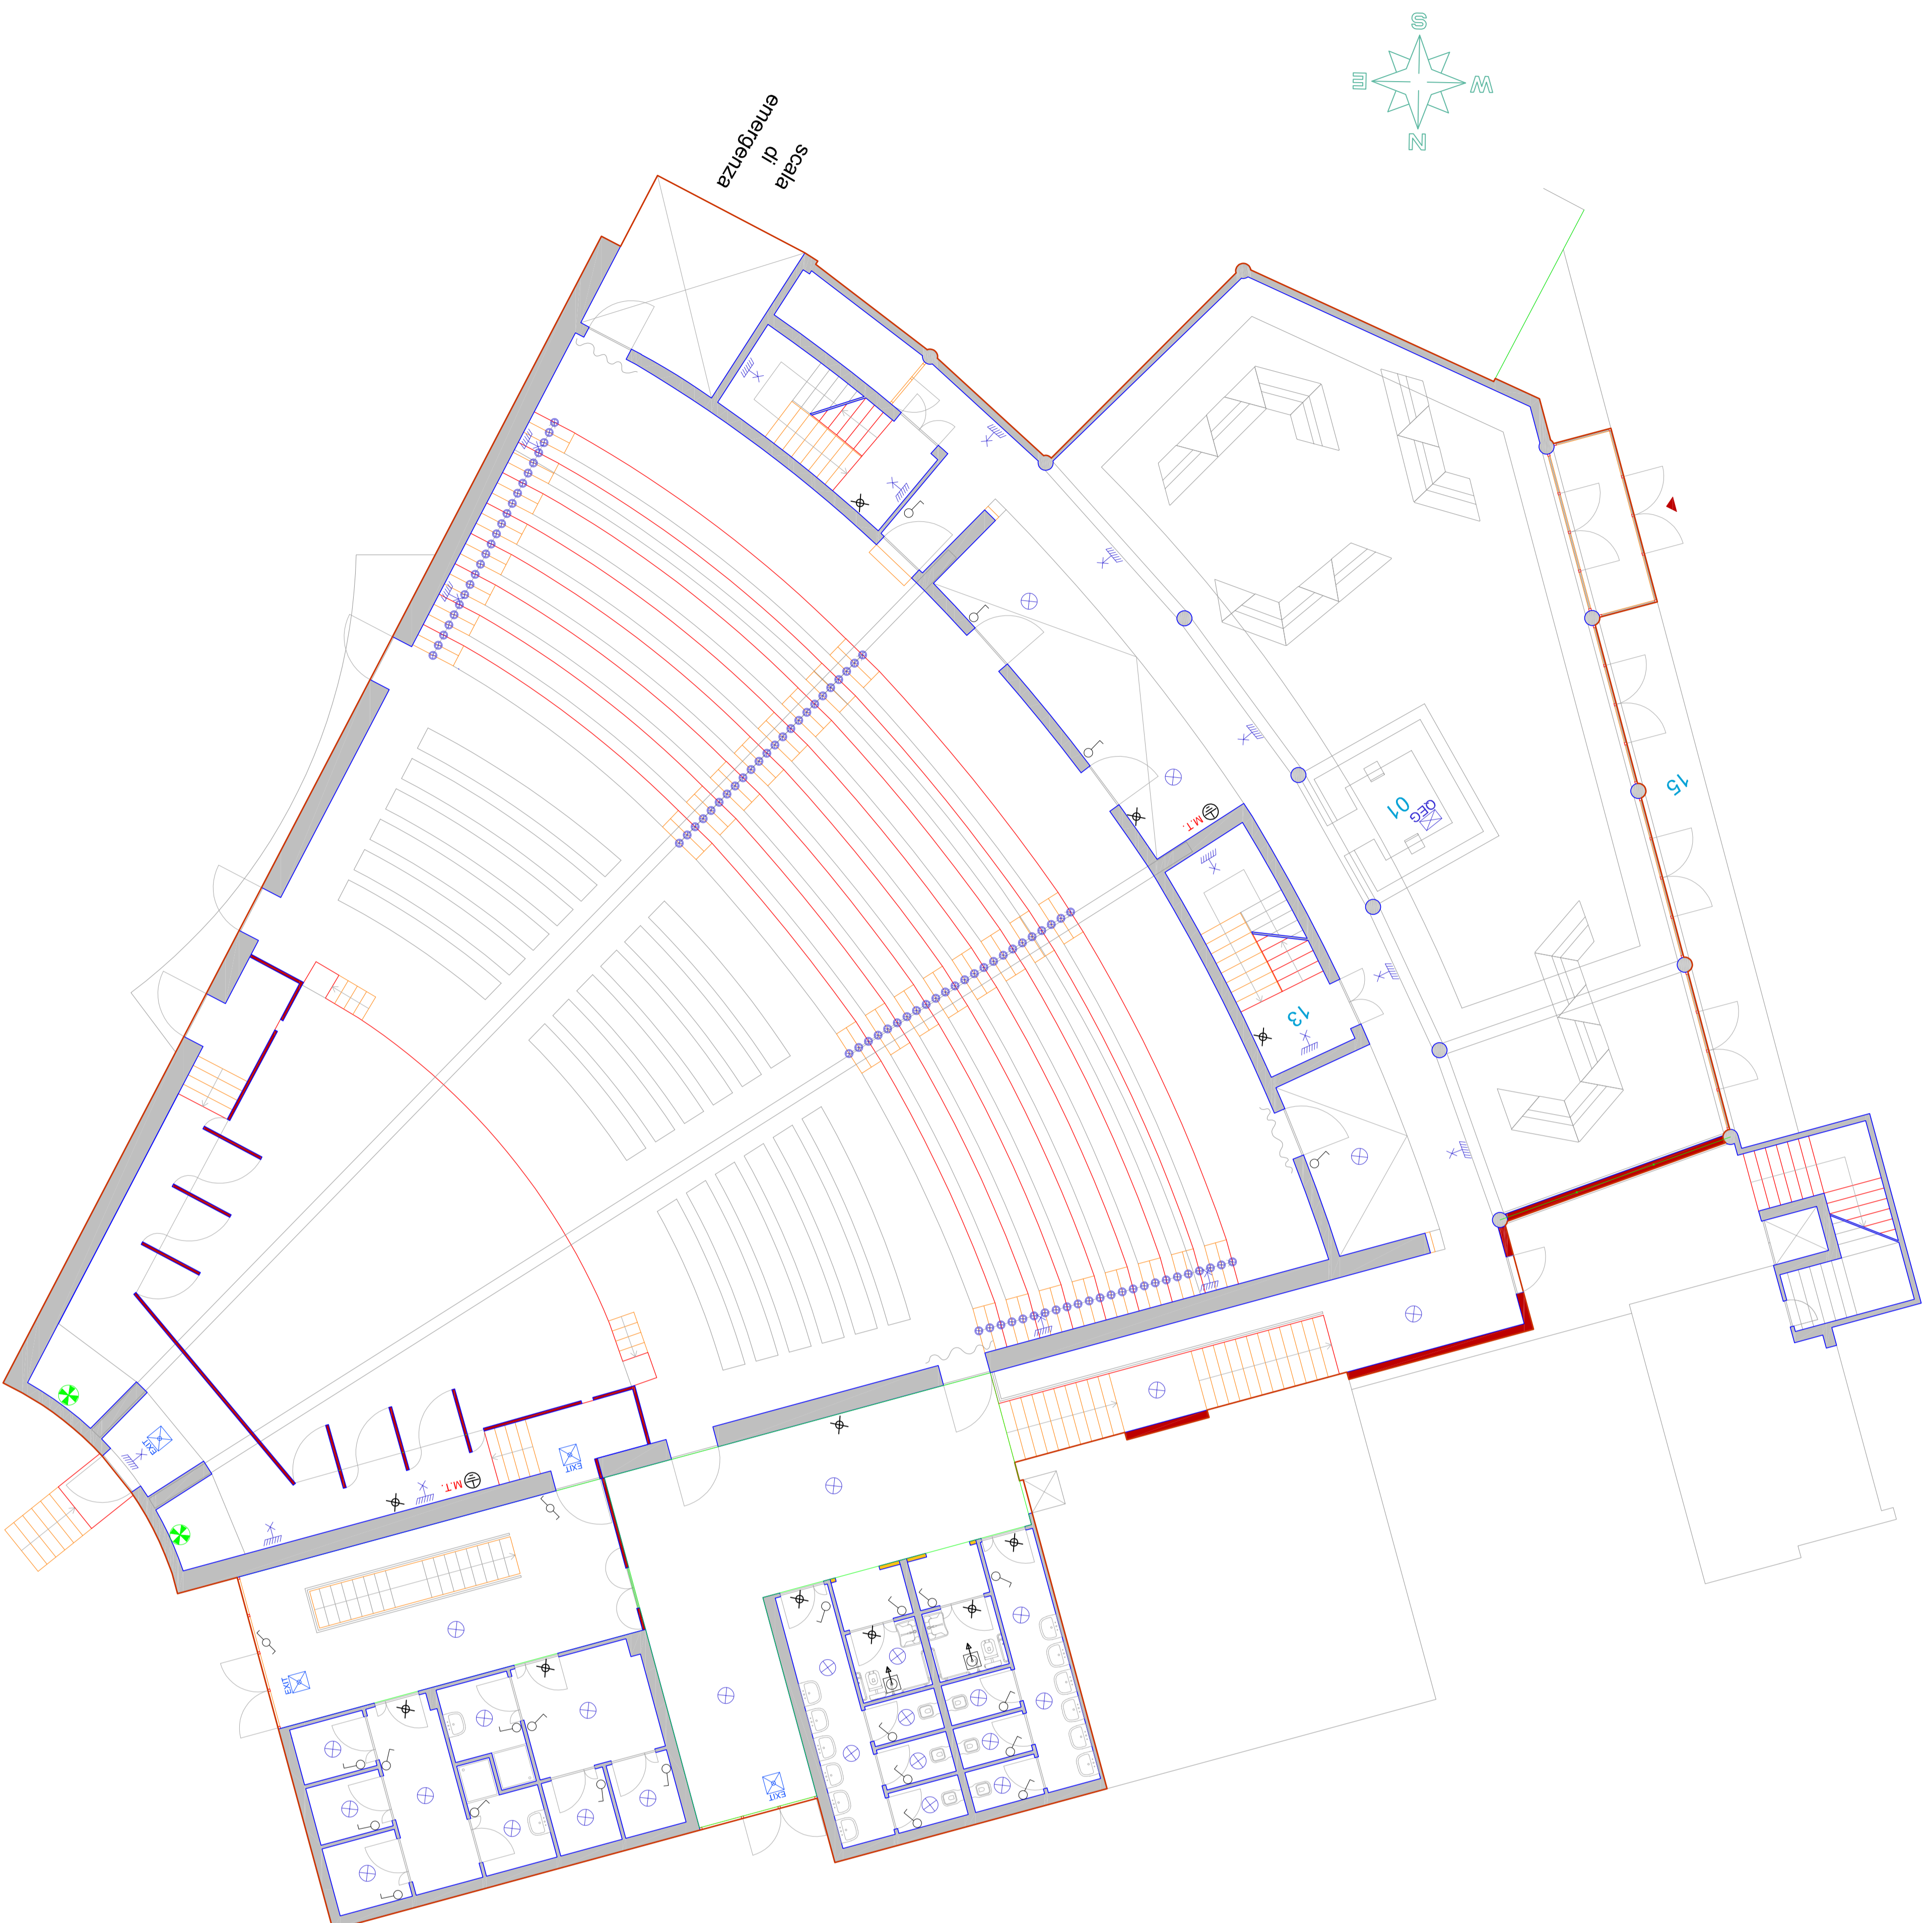 S
E
W
N
scala
di
emergenza
15
01
QEG
M.T.
13
M.T.
EXIT
EXIT
EXIT
EXIT